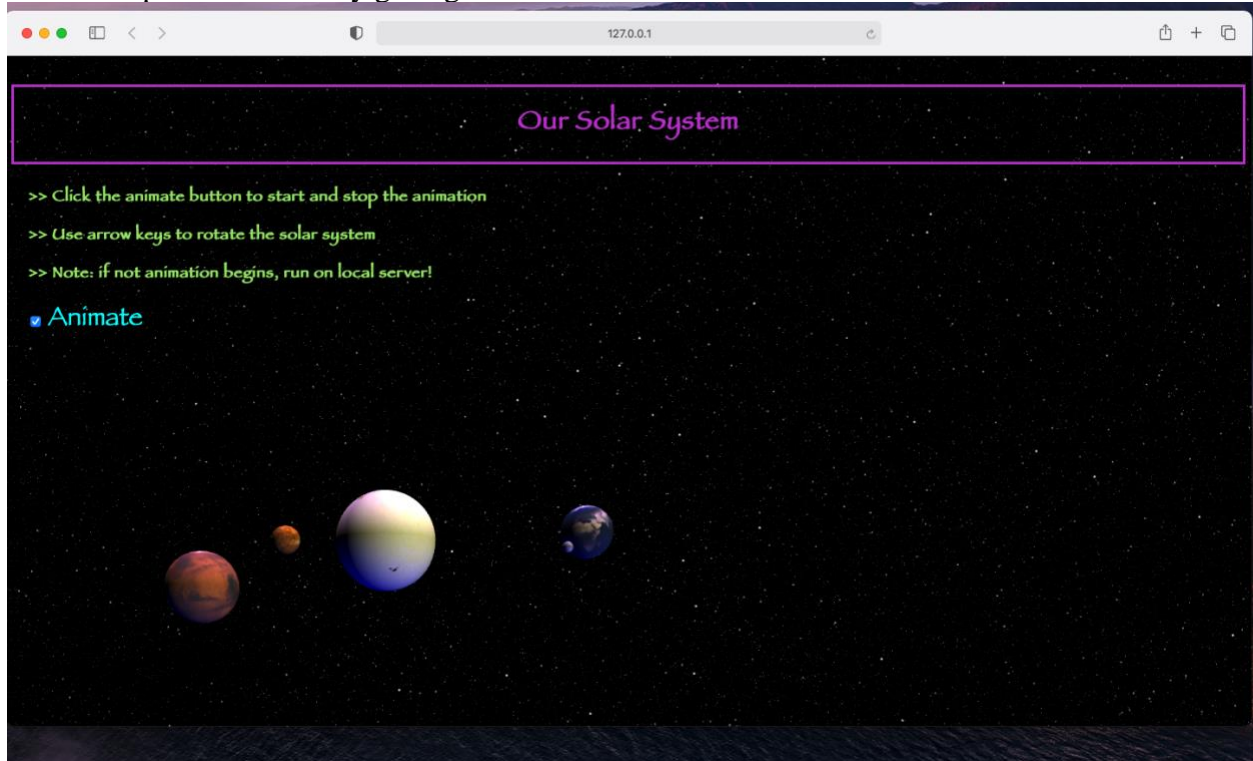 127.0.0.1
Our Solar System
>> Click the animate button to start and stop the animation
>> Use arrow keys to rotate the solar system
>> Note: if not animation begins, run on local server!
Animate